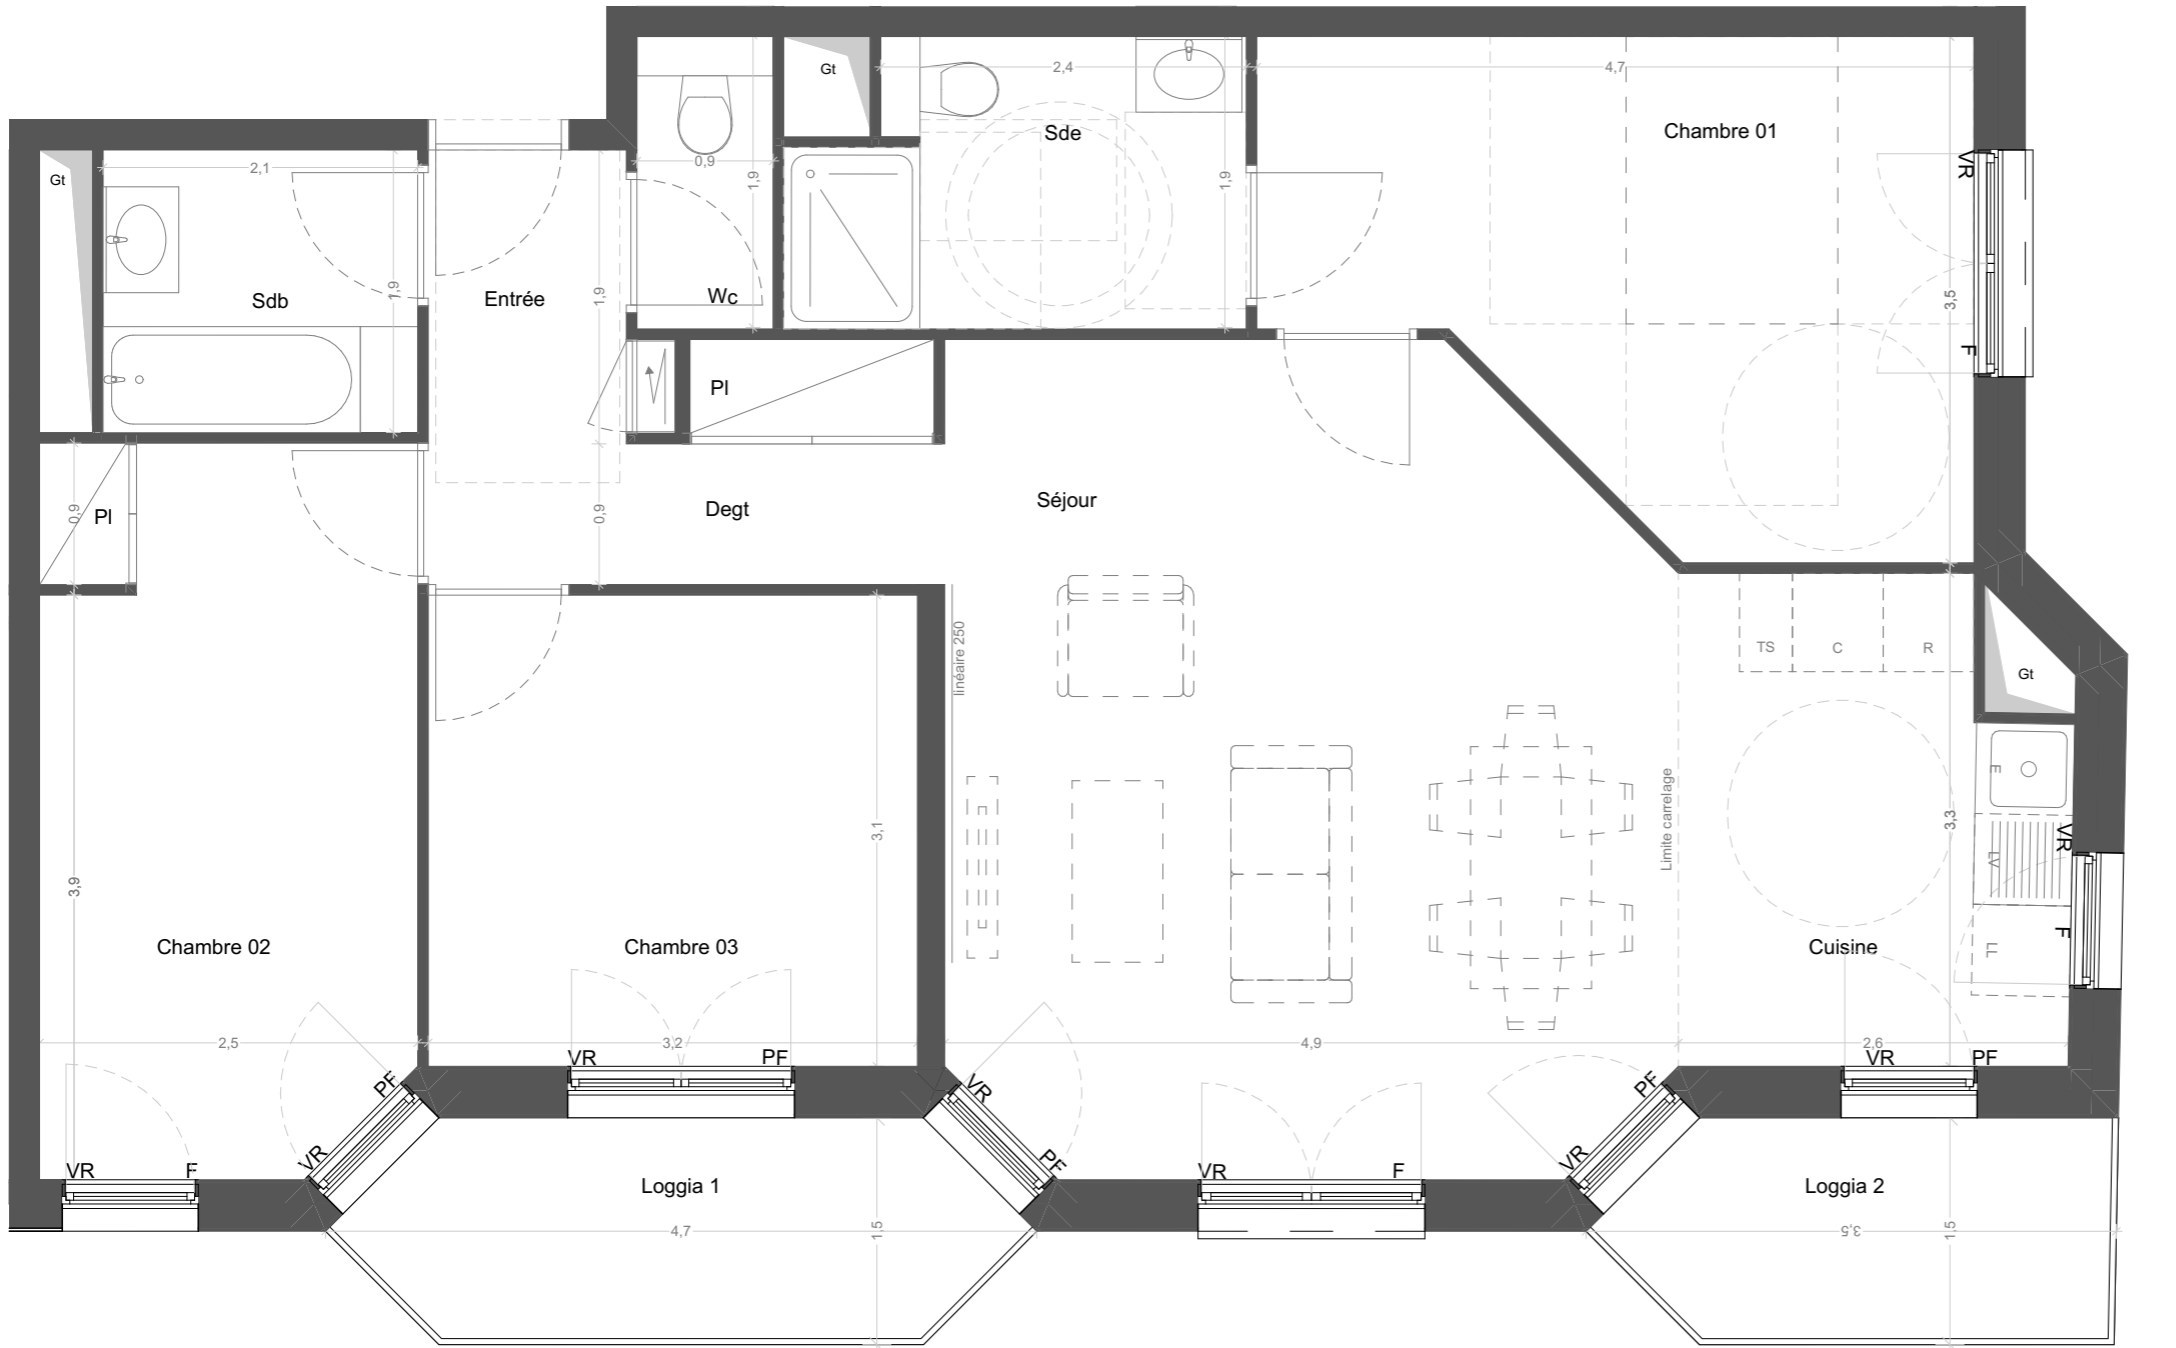 Gt
2,4
4,7
Sde
Chambre 01
Gt
2,1
0,9
1,9
1,9
VR
Sdb
1,9
Entrée
1,9
Wc
3,5
F
Pl
0,9
Pl
0,9
Degt
Séjour
linéaire 250
TS
C
R
Gt
E
Limite carrelage
3,3
VR
LV
3,1
3,9
Chambre 02
Chambre 03
Cuisine
F
LL
2,5
3,2
4,9
2,6
VR
PF
VR
PF
PF
VR
PF
VR
F
VR
VR
F
PF
VR
PF
Loggia 1
Loggia 2
4,7
1,5
3,5
1,5